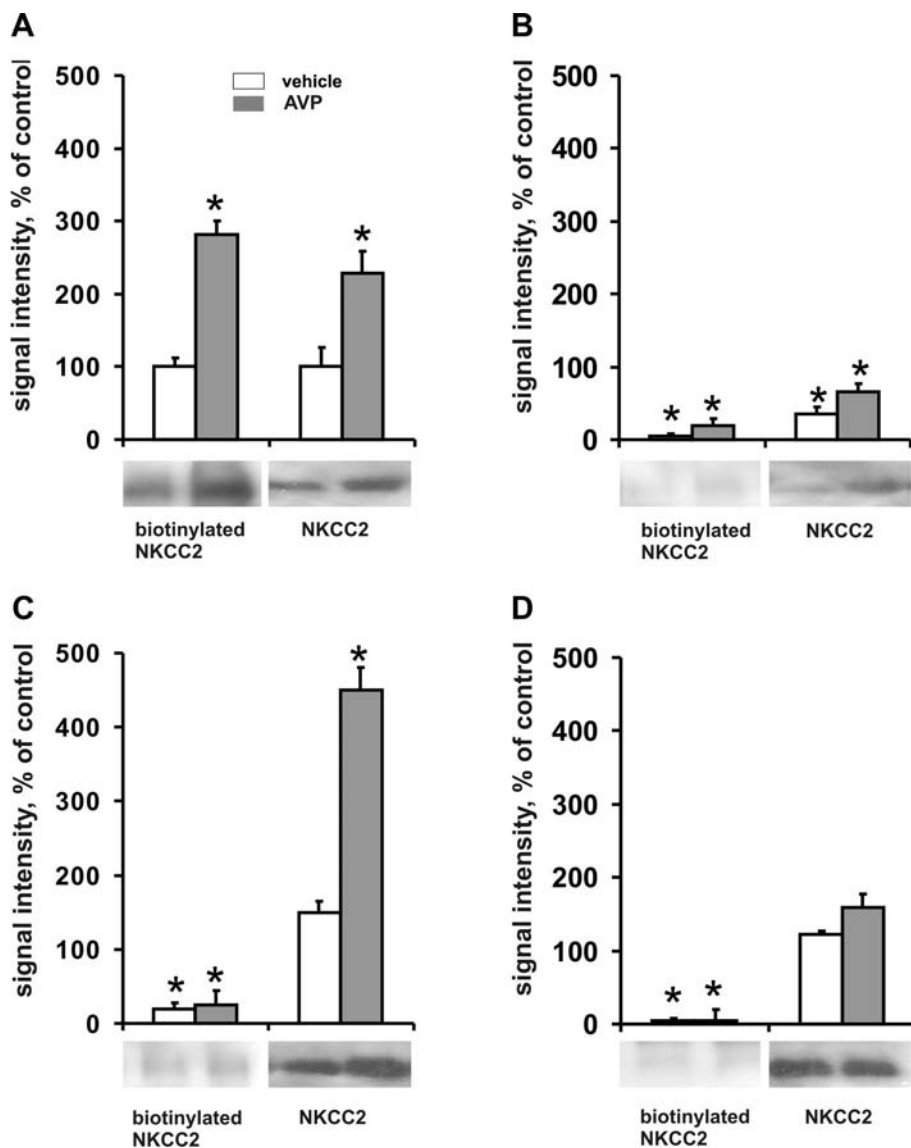 A
signal intensity, % of control
500
400
300
200
100
0
vehicle
AVP
*
*
biotinylated
NKCC2
NKCC2
B
signal intensity, % of control
500
400
300
200
100
0
*
*
*
*
biotinylated
NKCC2
NKCC2
C
signal intensity, % of control
500
400
300
200
100
0
*
*
*
biotinylated
NKCC2
NKCC2
D
signal intensity, % of control
500
400
300
200
100
0
*
*
biotinylated
NKCC2
NKCC2